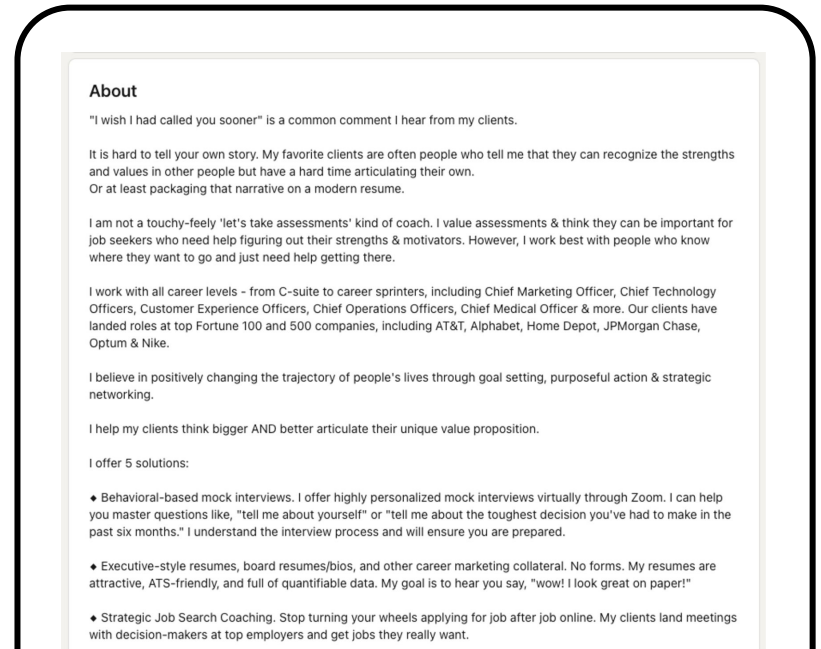 About
"I wish I had called you sooner" is a common comment I hear from my clients.
It is hard to tell your own story. My favorite clients are often people who tell me that they can recognize the strengths
and values in other people but have a hard time articulating their own.
Or at least packaging that narrative on a modern resume.
I am not a touchy-feely 'let's take assessments' kind of coach. I value assessments & think they can be important for
job seekers who need help figuring out their strengths & motivators. However, I work best with people who know
where they want to go and just need help getting there.
I work with all career levels - from C-suite to career sprinters, including Chief Marketing Officer, Chief Technology
Officers, Customer Experience Officers, Chief Operations Officers, Chief Medical Officer & more. Our clients have
landed roles at top Fortune 100 and 500 companies, including AT&T, Alphabet, Home Depot, JPMorgan Chase,
Optum & Nike.
I believe in positively changing the trajectory of people's lives through goal setting, purposeful action & strategic
networking.
I help my clients think bigger AND better articulate their unique value proposition.
I offer 5 solutions:
◆ Behavioral-based mock interviews. I offer highly personalized mock interviews virtually through Zoom. I can help
you master questions like, "tell me about yourself" or "tell me about the toughest decision you've had to make in the
past six months." I understand the interview process and will ensure you are prepared.
◆ Executive-style resumes, board resumes/bios, and other career marketing collateral. No forms. My resumes are
attractive, ATS-friendly, and full of quantifiable data. My goal is to hear you say, "wow! I look great on paper!"
◆ Strategic Job Search Coaching. Stop turning your wheels applying for job after job online. My clients land meetings
with decision-makers at top employers and get jobs they really want.